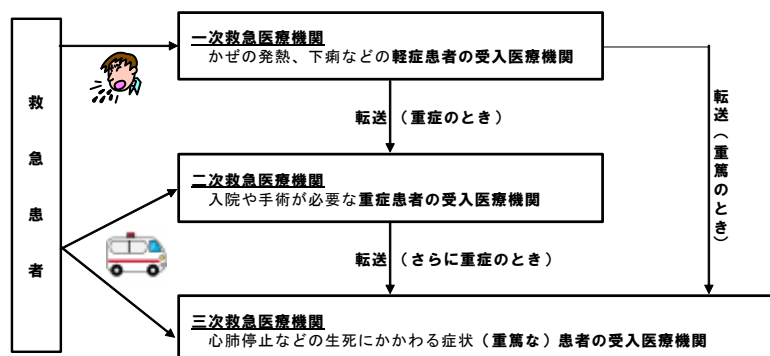 救急患者
一次救急医療機関
かぜの発熱、下痢などの軽症患者の受入医療機関
転送（重症のとき）
転送（重篤のとき）
二次救急医療機関
入院や手術が必要な重症患者の受入医療機関
転送（さらに重症のとき）
三次救急医療機関
心肺停止などの生死にかかわる症状（重篤な）患者の受入医療機関